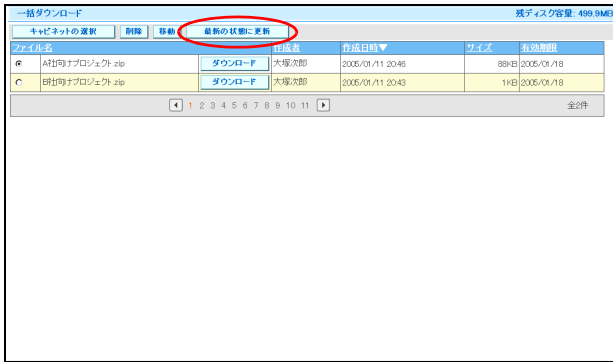 一括ダウンロード 残ディスク容量: 499.9MB
キャビネットの選択 削除 移動 最新の状態に更新
ファイル名 作成者 作成日時▼ サイズ 有効期限
A社向けプロジェクト.zip ダウンロード 大塚次郎 2005/01/11 20:46 88KB 2005/01/18
B社向けプロジェクト.zip ダウンロード 大塚次郎 2005/01/11 20:43 1KB 2005/01/18
1 2 3 4 5 6 7 8 9 10 11 全2件